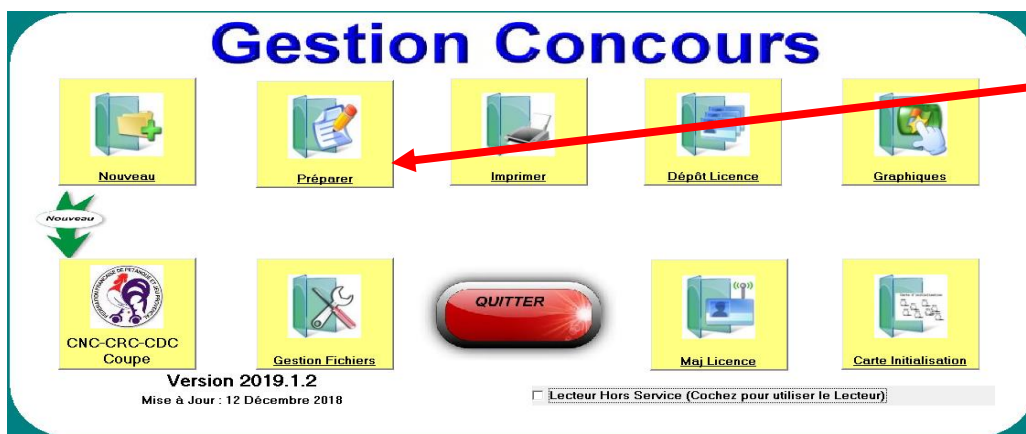 Gestion Concours
Nouveau
Préparer
Imprimer
Dépôt Licence
Graphiques
Nouveau
CNC-CRC-CDC
Coupe
Gestion Fichiers
QUITTER
Maj Licence
Carte Initialisation
Version 2019.1.2
Mise à Jour : 12 Décembre 2018
Lecteur Hors Service (Cochez pour utiliser le Lecteur)